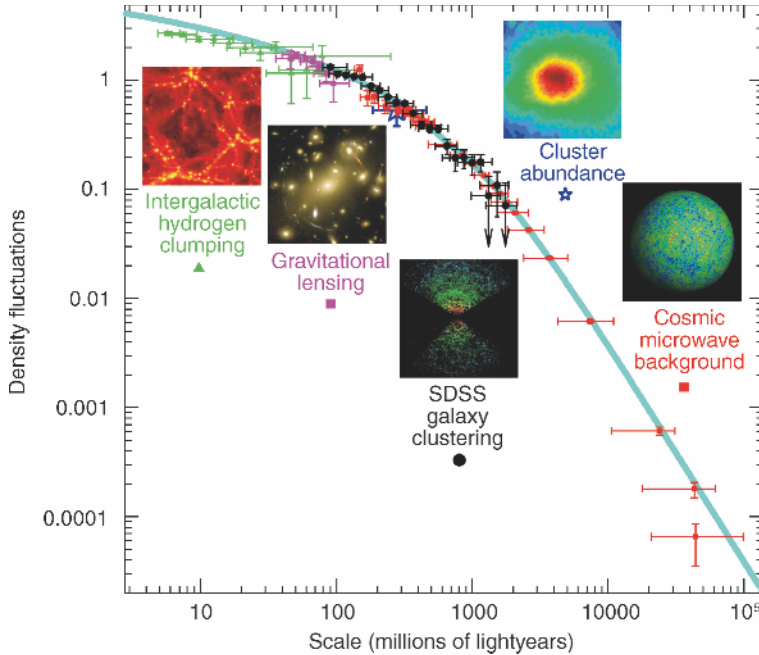 Density fluctuations
1
0.1
0.01
0.001
0.0001
Intergalactic
hydrogen
clumping
Gravitational
lensing
SDSS
galaxy
clustering
Cluster
abundance
Cosmic
microwave
background
10
100
1000
10000
10⁵
Scale (millions of lightyears)